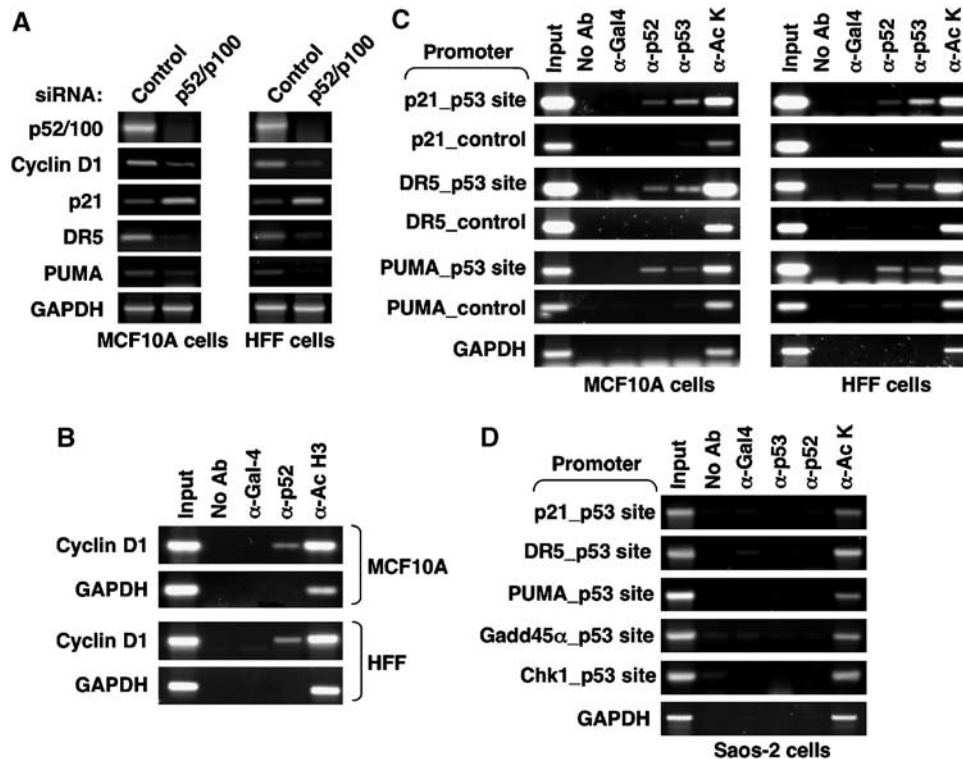 A
siRNA:
Control
p52/p100
Control
p52/p100
p52/100
Cyclin D1
p21
DR5
PUMA
GAPDH
MCF10A cells
HFF cells
B
Input
No Ab
α-Gal-4
α-p52
α-Ac H3
Cyclin D1
GAPDH
MCF10A
Cyclin D1
GAPDH
HFF
C
Promoter
Input
No Ab
α-Gal4
α-p52
α-p53
α-Ac K
Input
No Ab
α-Gal4
α-p52
α-p53
α-Ac K
p21_p53 site
p21_control
DR5_p53 site
DR5_control
PUMA_p53 site
PUMA_control
GAPDH
MCF10A cells
HFF cells
D
Promoter
Input
No Ab
α-Gal4
α-p53
α-p52
α-Ac K
p21_p53 site
DR5_p53 site
PUMA_p53 site
Gadd45α_p53 site
Chk1_p53 site
GAPDH
Saos-2 cells